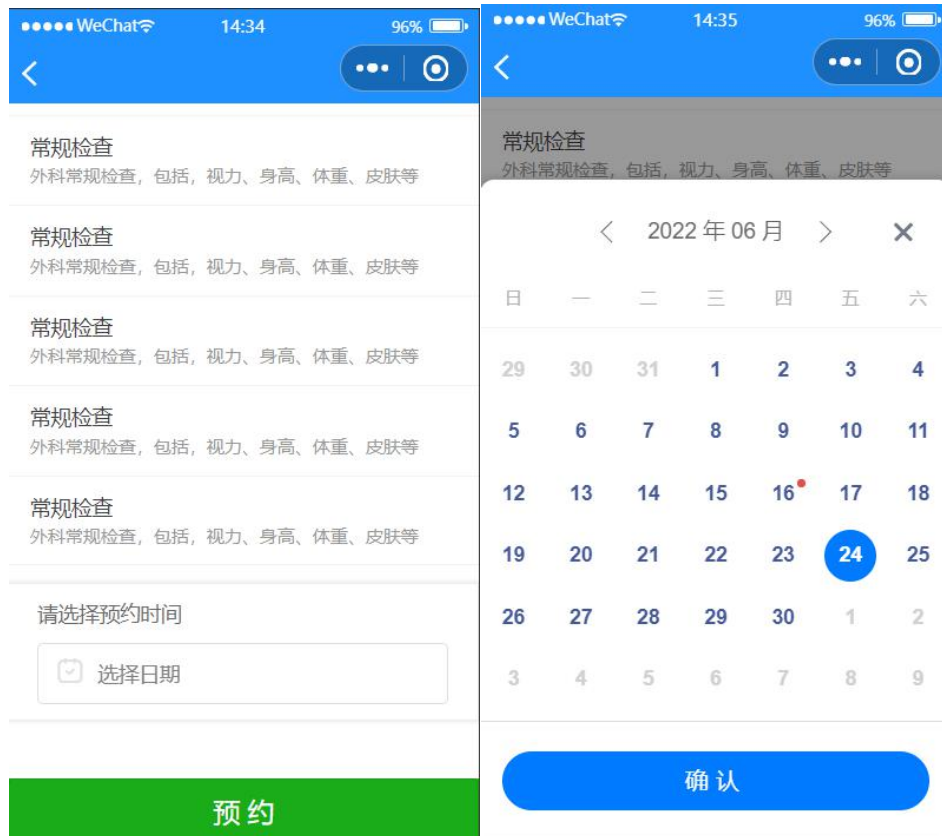 WeChat 14:34 96%
常规检查
外科常规检查，包括，视力、身高、体重、皮肤等
常规检查
外科常规检查，包括，视力、身高、体重、皮肤等
常规检查
外科常规检查，包括，视力、身高、体重、皮肤等
常规检查
外科常规检查，包括，视力、身高、体重、皮肤等
常规检查
外科常规检查，包括，视力、身高、体重、皮肤等
请选择预约时间
选择日期
预约
WeChat 14:35 96%
常规检查
外科常规检查，包括，视力、身高、体重、皮肤等
2022 年 06 月
日 一 二 三 四 五 六
29 30 31 1 2 3 4
5 6 7 8 9 10 11
12 13 14 15 16 17 18
19 20 21 22 23 24 25
26 27 28 29 30 1 2
3 4 5 6 7 8 9
确认